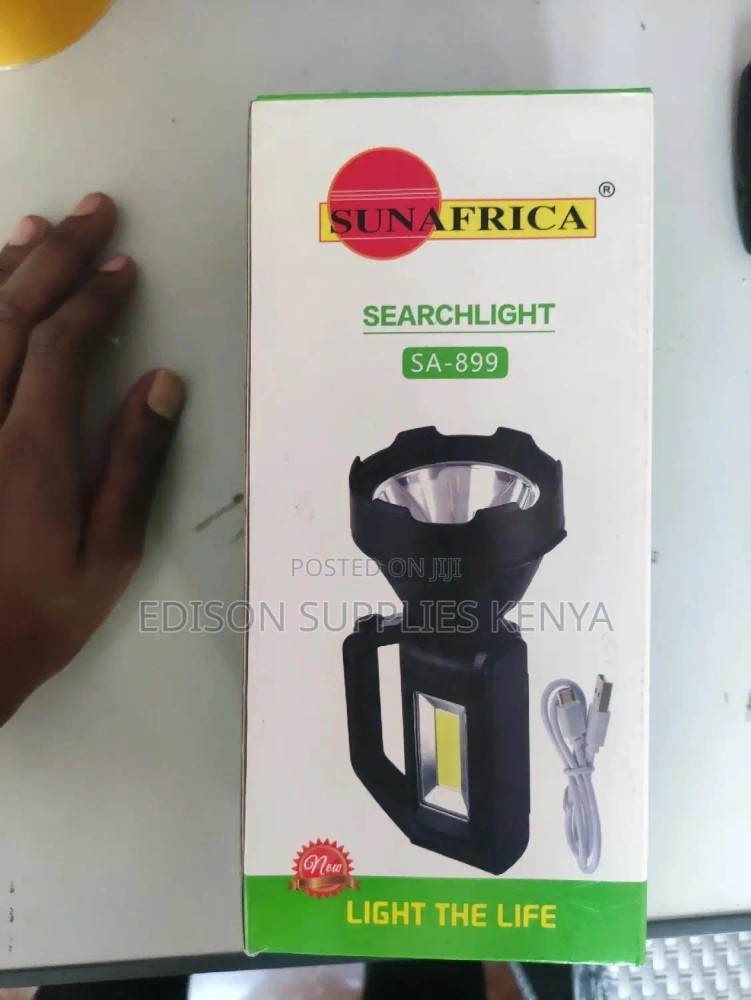 SUNAFRICA ®
SEARCHLIGHT
SA-899
POSTED ON JIJI
EDISON SUPPLIES KENYA
New
LIGHT THE LIFE